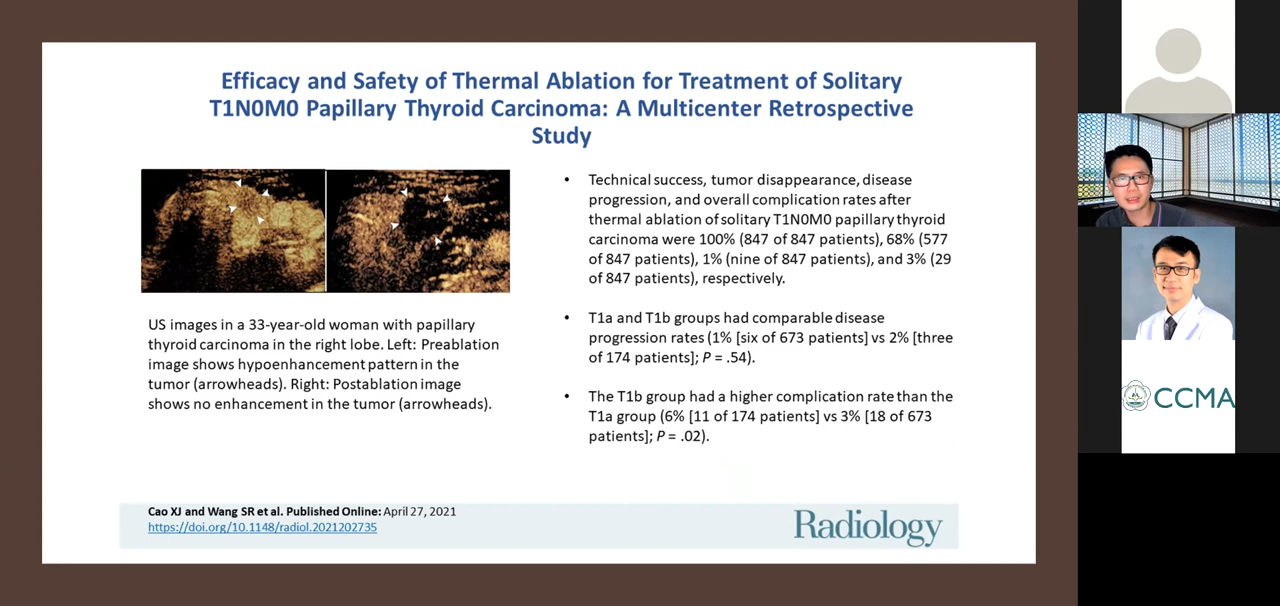 Efficacy and Safety of Thermal Ablation for Treatment of Solitary
T1N0M0 Papillary Thyroid Carcinoma: A Multicenter Retrospective
Study
US images in a 33-year-old woman with papillary
thyroid carcinoma in the right lobe. Left: Preablation
image shows hypoenhancement pattern in the
tumor (arrowheads). Right: Postablation image
shows no enhancement in the tumor (arrowheads).
• Technical success, tumor disappearance, disease
progression, and overall complication rates after
thermal ablation of solitary T1N0M0 papillary thyroid
carcinoma were 100% (847 of 847 patients), 68% (577
of 847 patients), 1% (nine of 847 patients), and 3% (29
of 847 patients), respectively.
• T1a and T1b groups had comparable disease
progression rates (1% [six of 673 patients] vs 2% [three
of 174 patients]; P = .54).
• The T1b group had a higher complication rate than the
T1a group (6% [11 of 174 patients] vs 3% [18 of 673
patients]; P = .02).
Cao XJ and Wang SR et al. Published Online: April 27, 2021
https://doi.org/10.1148/radiol.2021202735
Radiology
CCMA